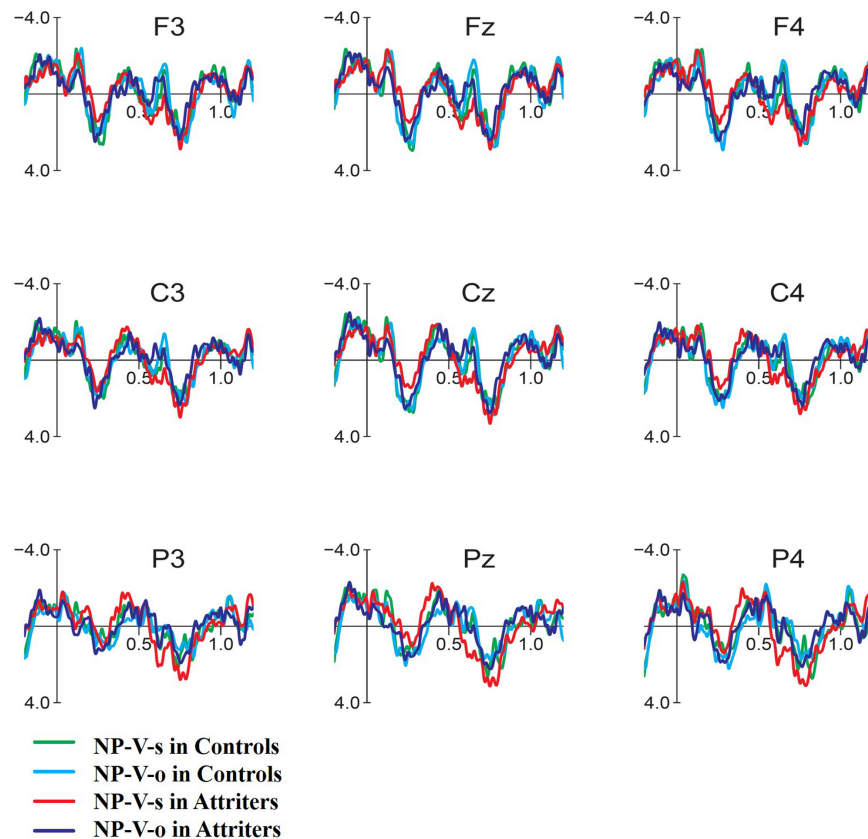 −4.0 F3 −4.0 Fz −4.0 F4
0.5 1.0 0.5 1.0 0.5 1.0
4.0 4.0 4.0
−4.0 C3 −4.0 Cz −4.0 C4
0.5 1.0 0.5 1.0 0.5 1.0
4.0 4.0 4.0
−4.0 P3 −4.0 Pz −4.0 P4
0.5 1.0 0.5 1.0 0.5 1.0
4.0 4.0 4.0
NP-V-s in Controls
NP-V-o in Controls
NP-V-s in Attriters
NP-V-o in Attriters